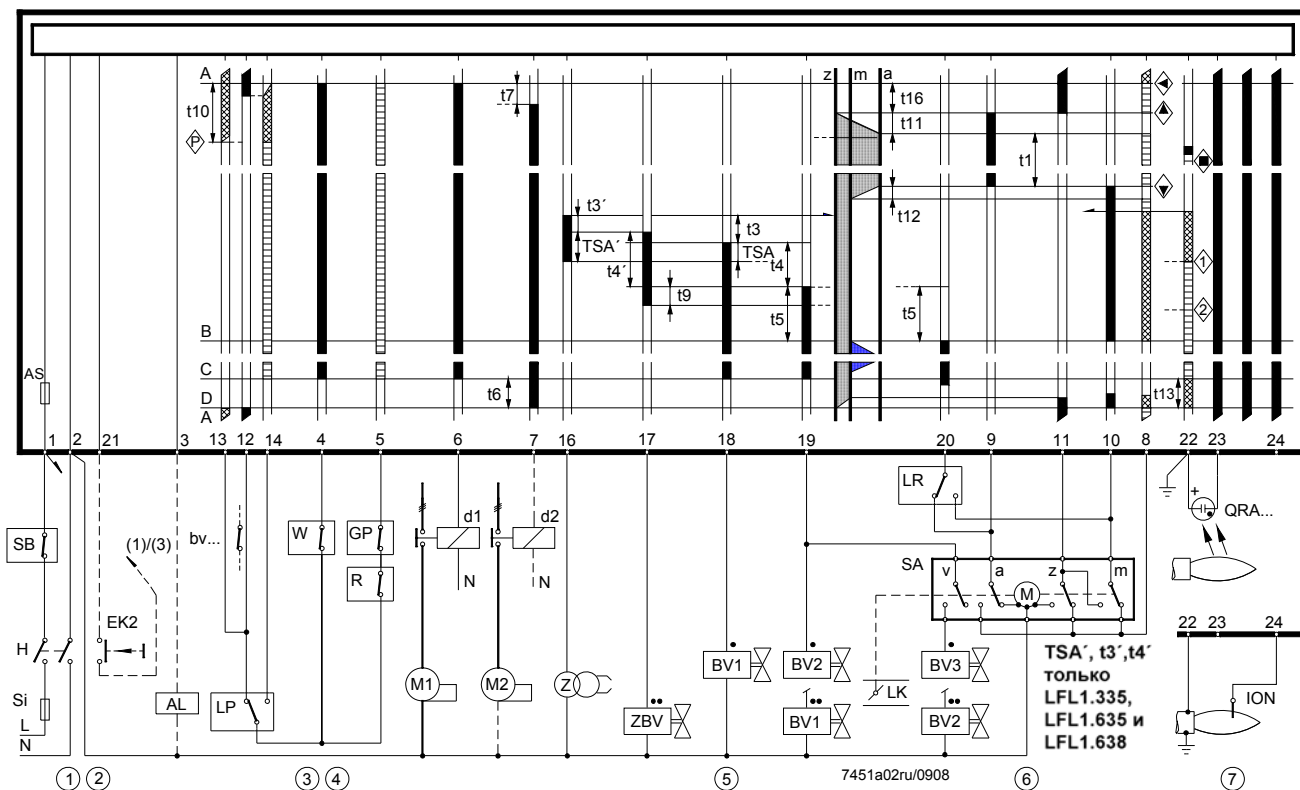 A
z m a
t10
t7
t16
t11
P
t1
t3´
t12
t3
TSA´
TSA
t4´
t4
1
t9
t5
t5
2
B
AS
C
t6
D
t13
A
1 2 21 3 13 12 14 4 5 6 7 16 17 18 19 20 9 11 10 8 22 23 24
LR
+
QRA...
SB
(1)/(3)
bv...
W
GP
d1
d2
R
N
N
SA
v a z m
M
EK2
H
22 23 24
BV1
BV2
BV3
TSA´, t3´,t4´
только
LFL1.335,
LFL1.635 и
LFL1.638
M1
M2
Z
LK
ION
Si
AL
LP
L
ZBV
BV1
BV2
N
1 2 3 4 5 7451a02ru/0908 6 7